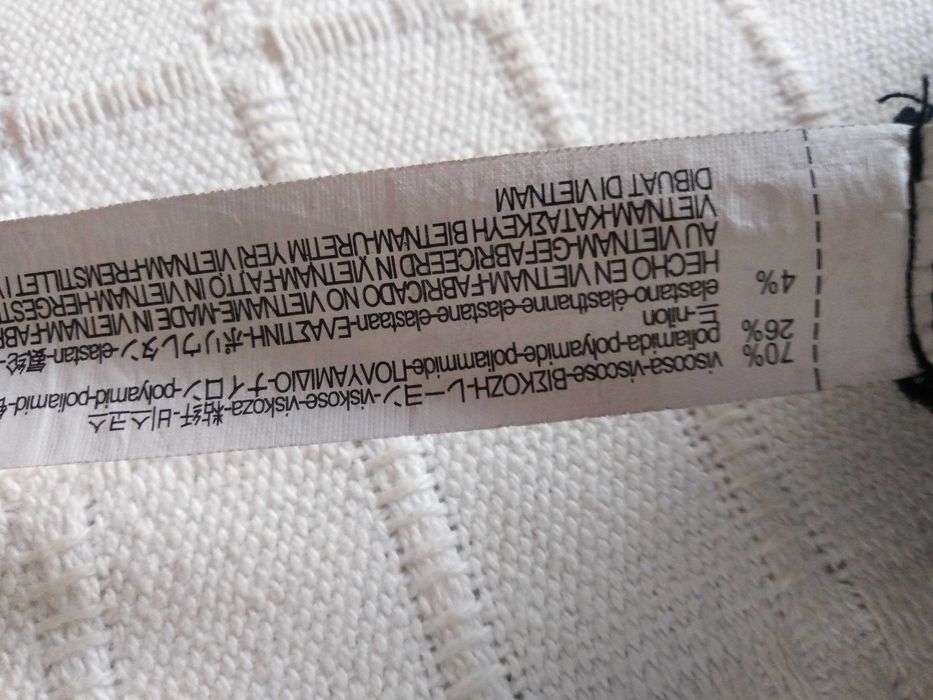 70% viscosa-viscose-ΒΙΣΚΟΖΗ-レーヨン-viskose-viskoza-粘纤-비스코스
26% poliamida-polyamide-poliammide-ΠΟΛΥΑΜΙΔΙΟ-ナイロン-polyamid-poliamid-
-nilon
4% elastano-élasthanne-elastane-elastaan-ΕΛΑΣΤΙΝΗ-ポリウレタン-elastan-氨纶-
HECHO EN VIETNAM-FABRICADO NO VIETNAME-MADE IN VIETNAM-FABR
AU VIETNAM-GEFABRICEERD IN VIETNAM-FATTO IN VIETNAM-HERGEST
VIETNAM-ΚΑΤΑΣΚΕΥΗ ΒΙΕΤΝΑΜ-ÜRETİM YERİ VIETNAM-FREMSTILLET I V
DIBUAT DI VIETNAM